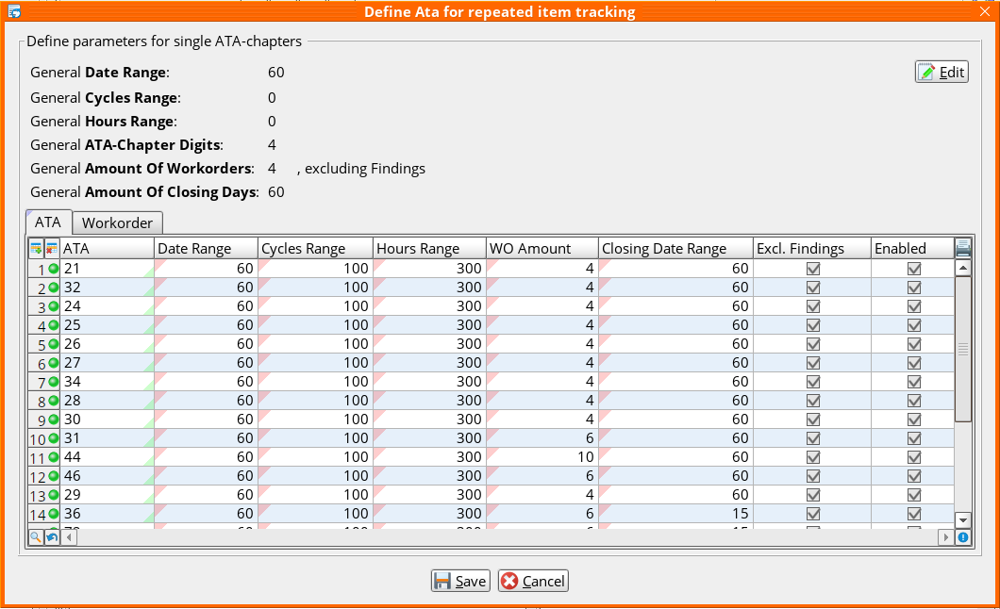 Define Ata for repeated item tracking
Define parameters for single ATA-chapters
General Date Range: 60
Edit
General Cycles Range: 0
General Hours Range: 0
General ATA-Chapter Digits: 4
General Amount Of Workorders: 4 , excluding Findings
General Amount Of Closing Days: 60
ATA Workorder
ATA Date Range Cycles Range Hours Range WO Amount Closing Date Range Excl. Findings Enabled
1 21 60 100 300 4 60
2 32 60 100 300 4 60
3 24 60 100 300 4 60
4 25 60 100 300 4 60
5 26 60 100 300 4 60
6 27 60 100 300 4 60
7 34 60 100 300 4 60
8 28 60 100 300 4 60
9 30 60 100 300 4 60
10 31 60 100 300 6 60
11 44 60 100 300 10 60
12 46 60 100 300 6 60
13 29 60 100 300 4 60
14 36 60 100 300 6 15
Save Cancel